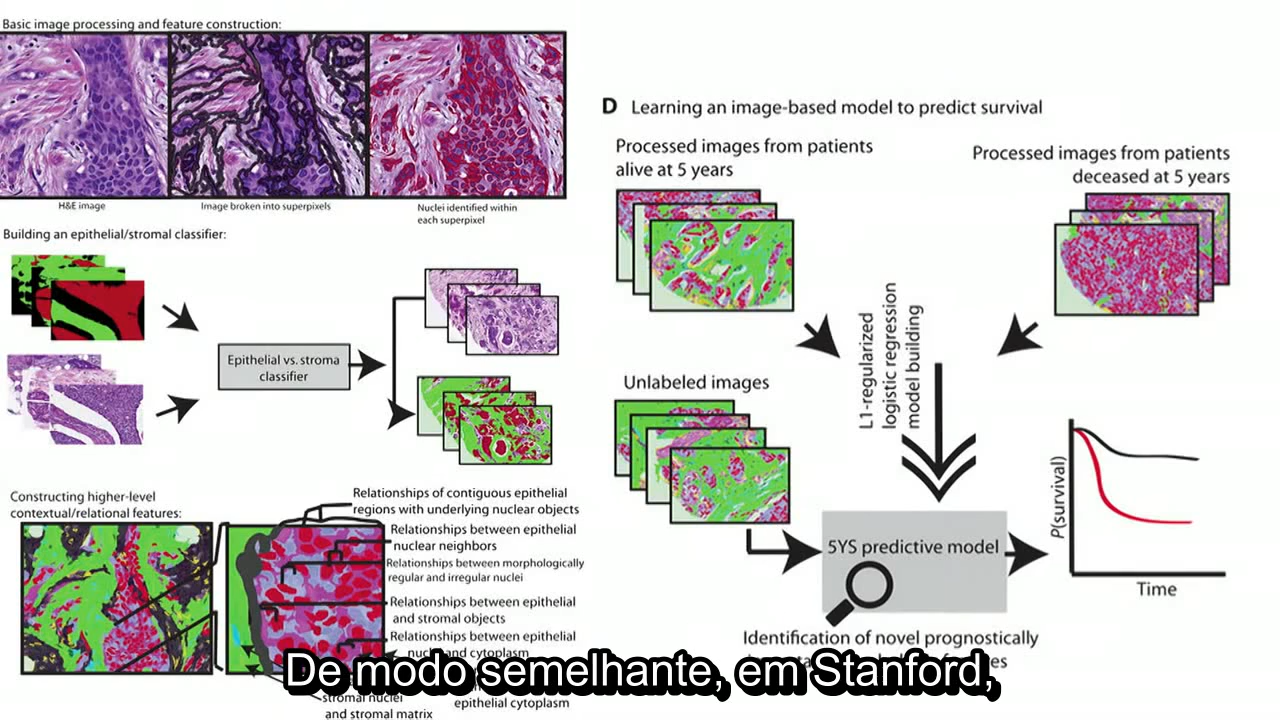 Basic image processing and feature construction:
H&E image
Image broken into superpixels
Nuclei identified within
each superpixel
Building an epithelial/stromal classifier:
Epithelial vs. stroma
classifier
Constructing higher-level
contextual/relational features:
Relationships of contiguous epithelial
regions with underlying nuclear objects
Relationships between epithelial
nuclear neighbors
Relationships between morphologically
regular and irregular nuclei
Relationships between epithelial
and stromal objects
Relationships between epithelial
and cytoplasm
stromal nuclei
and stromal matrix
epithelial cytoplasm
D Learning an image-based model to predict survival
Processed images from patients
alive at 5 years
Processed images from patients
deceased at 5 years
L1-regularized
logistic regression
model building
Unlabeled images
5YS predictive model
P(survival)
Time
Identification of novel prognostically
De modo semelhante, em Stanford,